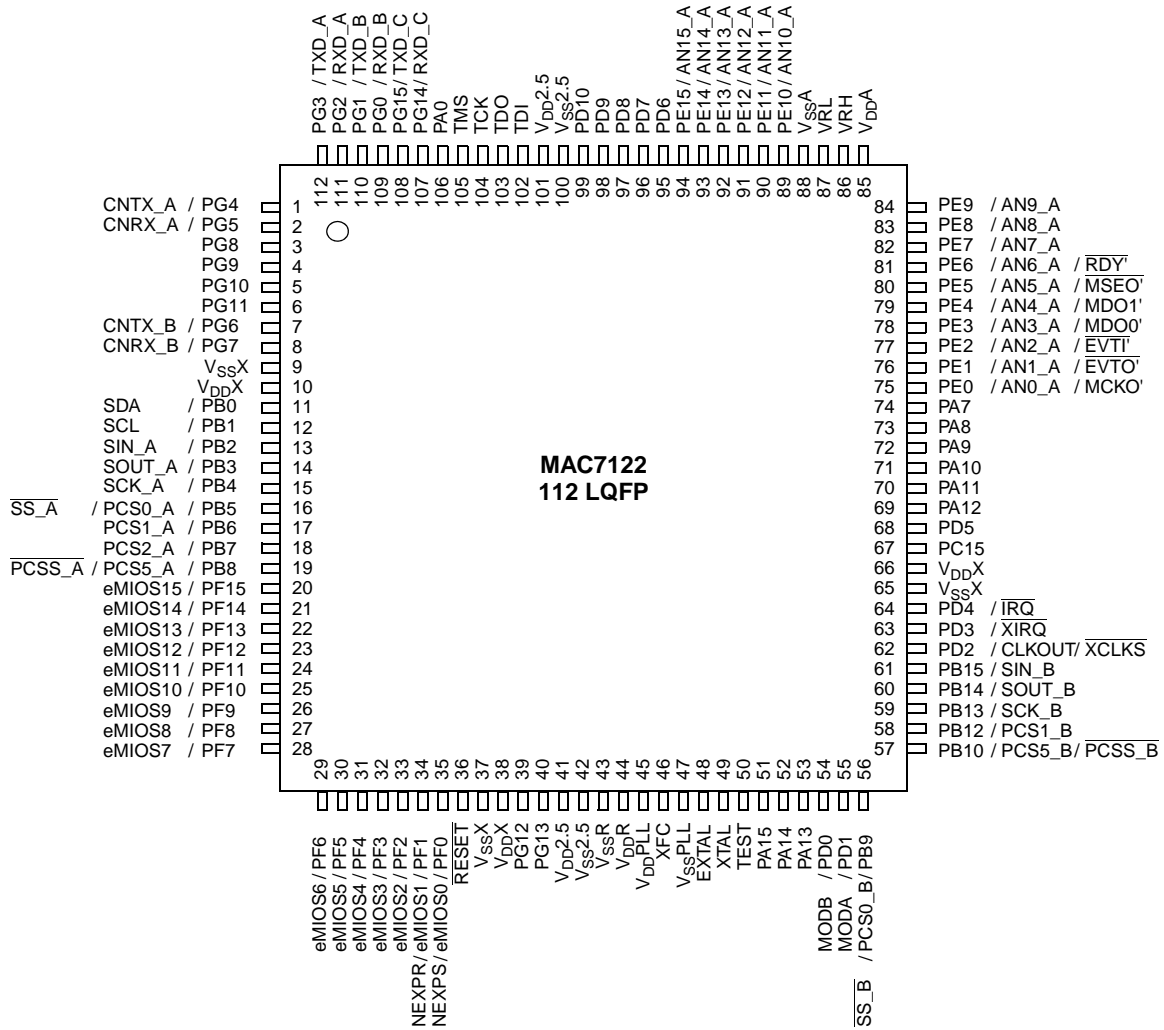 PG3 / TXD_A
PG2 / RXD_A
PG1 / TXD_B
PG0 / RXD_B
PG15/ TXD_C
PG14/ RXD_C
PA0
TMS
TCK
TDO
TDI
VDD2.5
VSS2.5
PD10
PD9
PD8
PD7
PD6
PE15 / AN15_A
PE14 / AN14_A
PE13 / AN13_A
PE12 / AN12_A
PE11 / AN11_A
PE10 / AN10_A
VSSA
VRL
VRH
VDDA
112 111 110 109 108 107 106 105 104 103 102 101 100 99 98 97 96 95 94 93 92 91 90 89 88 87 86 85
CNTX_A / PG4 1
CNRX_A / PG5 2
PG8 3
PG9 4
PG10 5
PG11 6
CNTX_B / PG6 7
CNRX_B / PG7 8
VSSX 9
VDDX 10
SDA / PB0 11
SCL / PB1 12
SIN_A / PB2 13
SOUT_A / PB3 14
SCK_A / PB4 15
SS_A / PCS0_A / PB5 16
PCS1_A / PB6 17
PCS2_A / PB7 18
PCSS_A / PCS5_A / PB8 19
eMIOS15 / PF15 20
eMIOS14 / PF14 21
eMIOS13 / PF13 22
eMIOS12 / PF12 23
eMIOS11 / PF11 24
eMIOS10 / PF10 25
eMIOS9 / PF9 26
eMIOS8 / PF8 27
eMIOS7 / PF7 28
MAC7122
112 LQFP
84 PE9 / AN9_A
83 PE8 / AN8_A
82 PE7 / AN7_A
81 PE6 / AN6_A / RDY'
80 PE5 / AN5_A / MSEO'
79 PE4 / AN4_A / MDO1'
78 PE3 / AN3_A / MDO0'
77 PE2 / AN2_A / EVTI'
76 PE1 / AN1_A / EVTO'
75 PE0 / AN0_A / MCKO'
74 PA7
73 PA8
72 PA9
71 PA10
70 PA11
69 PA12
68 PD5
67 PC15
66 VDDX
65 VSSX
64 PD4 / IRQ
63 PD3 / XIRQ
62 PD2 / CLKOUT/ XCLKS
61 PB15 / SIN_B
60 PB14 / SOUT_B
59 PB13 / SCK_B
58 PB12 / PCS1_B
57 PB10 / PCS5_B/ PCSS_B
29 30 31 32 33 34 35 36 37 38 39 40 41 42 43 44 45 46 47 48 49 50 51 52 53 54 55 56
eMIOS6 / PF6
eMIOS5 / PF5
eMIOS4 / PF4
eMIOS3 / PF3
eMIOS2 / PF2
NEXPR / eMIOS1 / PF1
NEXPS / eMIOS0 / PF0
RESET
VSSX
VDDX
PG12
PG13
VDD2.5
VSS2.5
VSSR
VDDR
VDDPLL
XFC
VSSPLL
EXTAL
XTAL
TEST
PA15
PA14
PA13
MODB / PD0
MODA / PD1
SS_B / PCS0_B / PB9